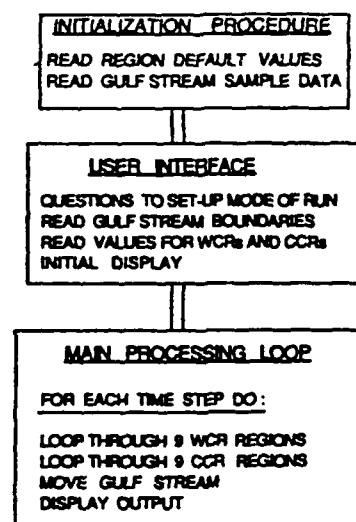 INITIALIZATION PROCEDURE
READ REGION DEFAULT VALUES
READ GULF STREAM SAMPLE DATA
USER INTERFACE
QUESTIONS TO SET-UP MODE OF RUN
READ GULF STREAM BOUNDARIES
READ VALUES FOR WCRs AND CCRs
INITIAL DISPLAY
MAIN PROCESSING LOOP
FOR EACH TIME STEP DO:
LOOP THROUGH 9 WCR REGIONS
LOOP THROUGH 9 CCR REGIONS
MOVE GULF STREAM
DISPLAY OUTPUT